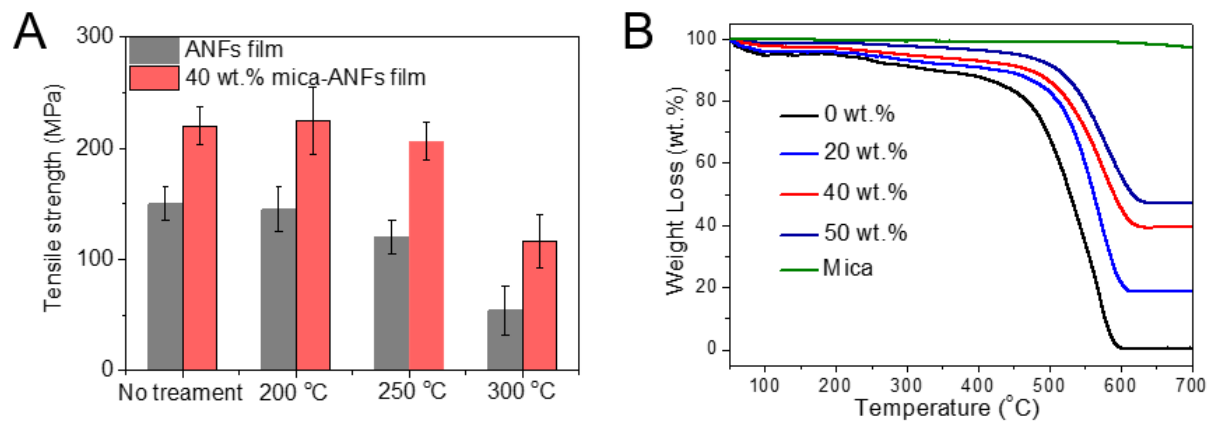 A
300
200
100
0
Tensile strength (MPa)
ANFs film
40 wt.% mica-ANFs film
No treament
200 °C
250 °C
300 °C
B
100
80
60
40
20
0
Weight Loss (wt.%)
0 wt.%
20 wt.%
40 wt.%
50 wt.%
Mica
100 200 300 400 500 600 700
Temperature (°C)